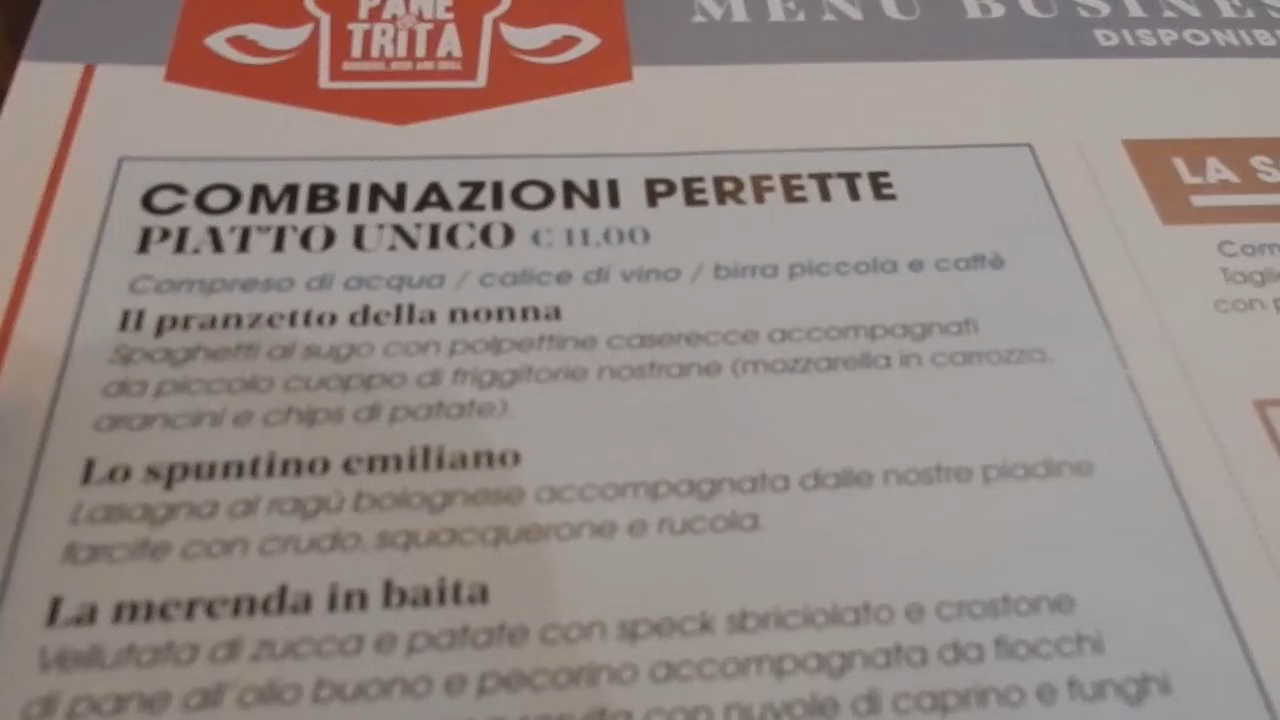 PANE
TRITA
MENU BUSINES
DISPONIB
COMBINAZIONI PERFETTE
PIATTO UNICO € 11.00
Compreso di acqua / calice di vino / birra piccola e caffè
Il pranzetto della nonna
Spaghetti al sugo con polpettine caserecce accompagnati
da piccolo cuoppo di friggitorie nostrane (mozzarella in carrozza,
arancini e chips di patate).
Lo spuntino emiliano
Lasagna al ragù bolognese accompagnata dalle nostre piadine
farcite con crudo, squacquerone e rucola.
La merenda in baita
Vellutata di zucca e patate con speck sbriciolato e crostone
di pane all'olio buono e pecorino accompagnata da fiocchi
con nuvole di caprino e funghi
LA S
Com
Tagli
con p